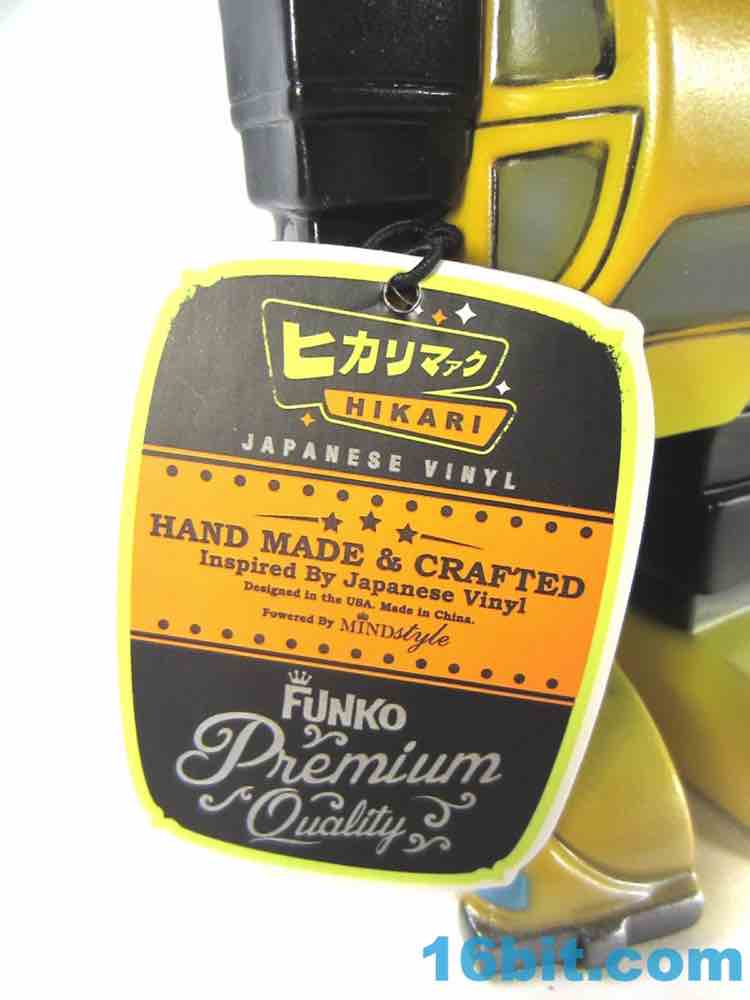 ヒカリマァク
HIKARI
JAPANESE VINYL
HAND MADE & CRAFTED
Inspired By Japanese Vinyl
Designed in the USA. Made in China.
Powered By MINDstyle
FUNKO
Premium
Quality
16bit.com